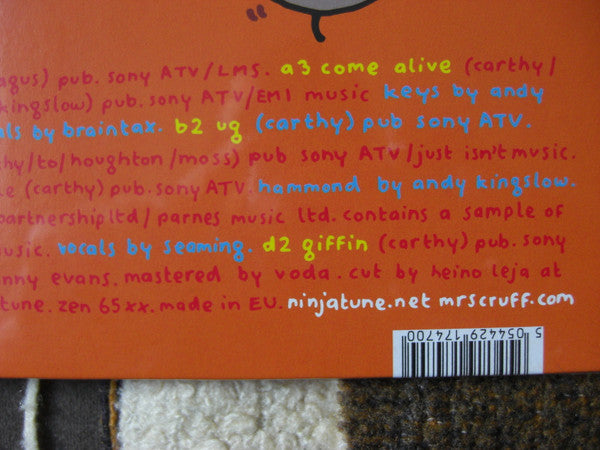 agus) pub. sony ATV/LMS. a3 come alive (carthy/
kingslow) pub. sony ATV/EMI music keys by andy
als by braintax. b2 ug (carthy) pub sony ATV.
hy/to/houghton/moss) pub sony ATV/just isn't music.
le (carthy) pub. sony ATV. hammond by andy kingslow.
partnership ltd/parnes music ltd. contains a sample of
music. vocals by seaming. d2 giffin (carthy) pub. sony
nny evans. mastered by voda. cut by heino leja at
tune. zen 65xx. made in EU. ninjatune.net mrscruff.com
5 054429 174700